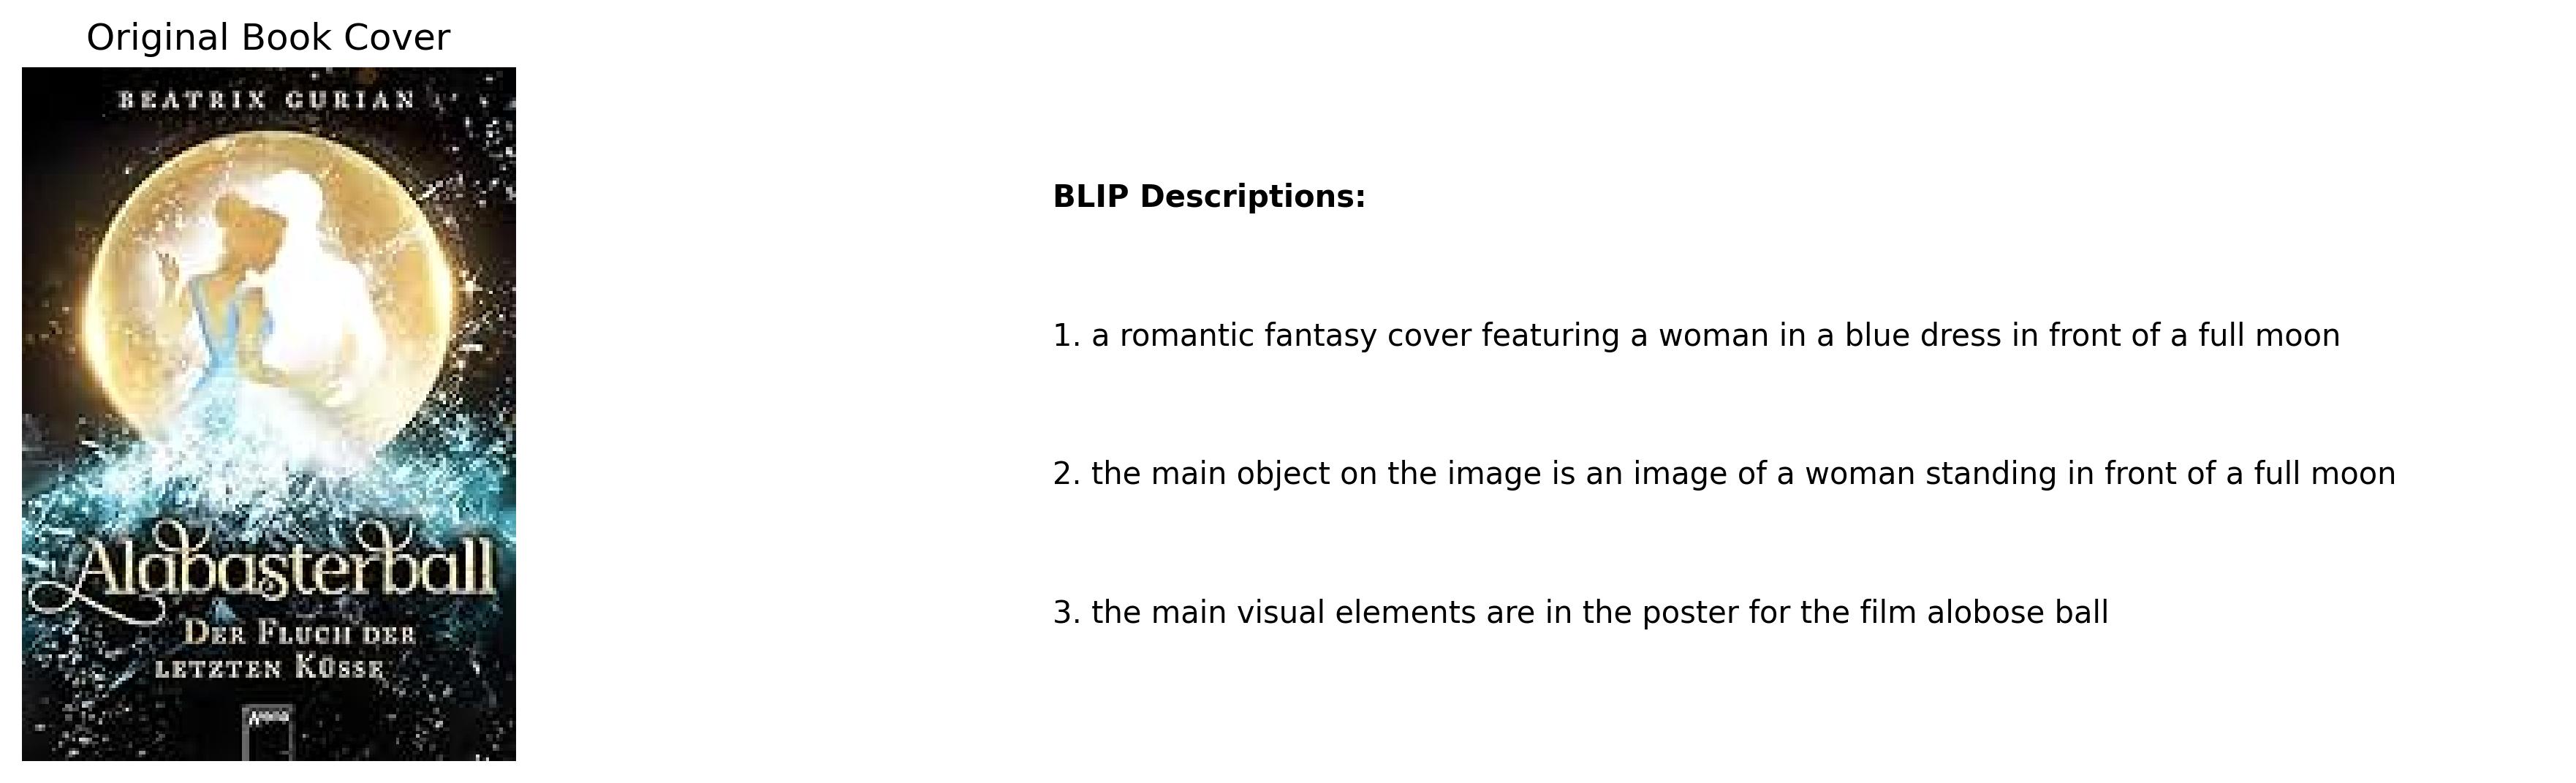 Original Book Cover
BEATRIX GURIAN
Alabasterball
DER FLUCH DER
LETZTEN KÜSSE
Arena
BLIP Descriptions:
1. a romantic fantasy cover featuring a woman in a blue dress in front of a full moon
2. the main object on the image is an image of a woman standing in front of a full moon
3. the main visual elements are in the poster for the film alobose ball